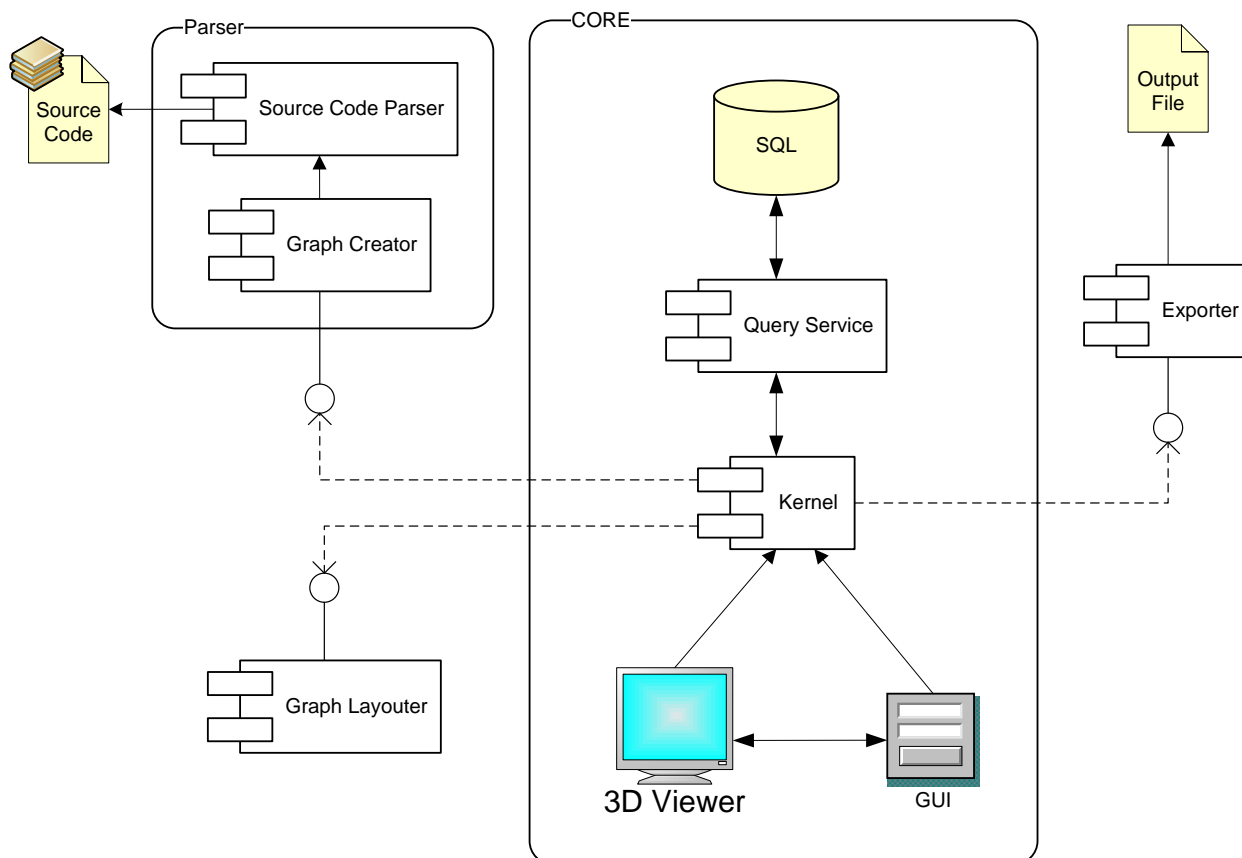 Parser
CORE
Source
Code
Source Code Parser
Graph Creator
SQL
Output
File
Query Service
Exporter
Kernel
Graph Layouter
3D Viewer
GUI